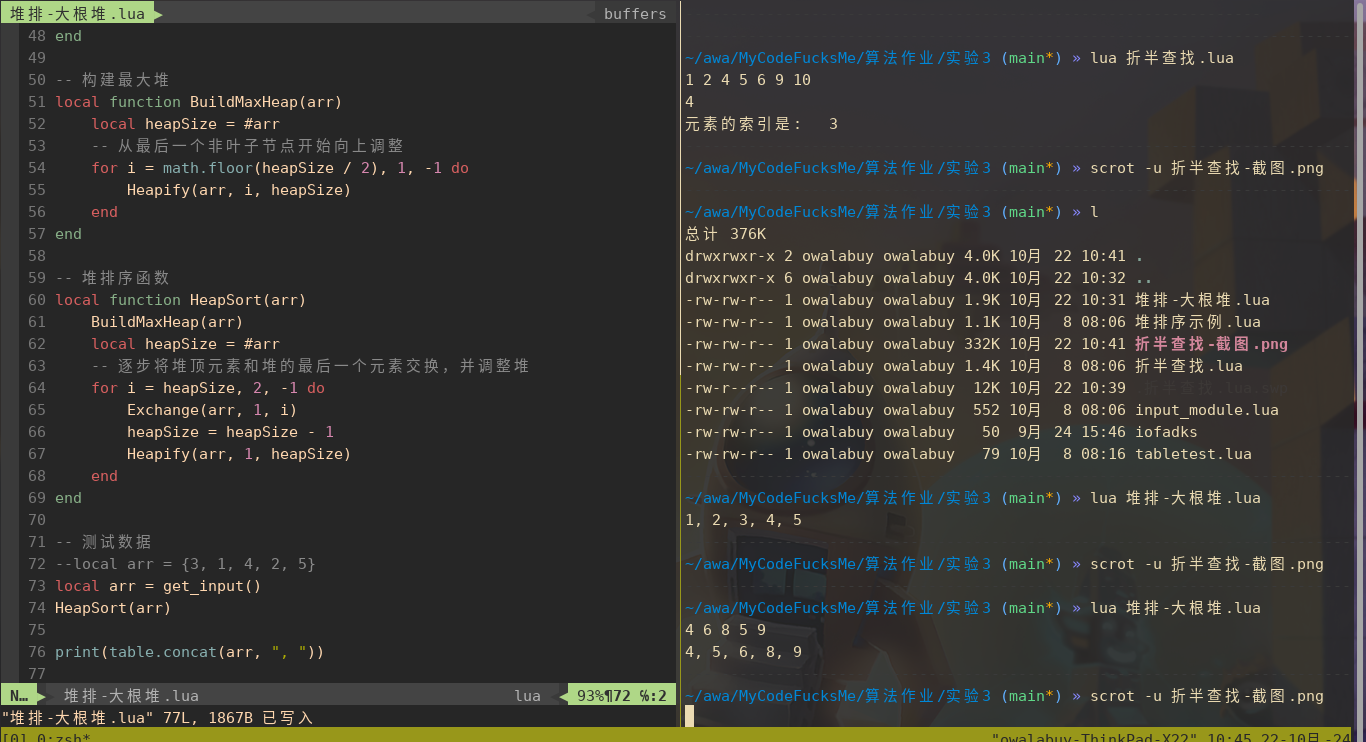 堆排-大根堆.lua buffers
48 end
49
50 -- 构建最大堆
51 local function BuildMaxHeap(arr)
52     local heapSize = #arr
53     -- 从最后一个非叶子节点开始向上调整
54     for i = math.floor(heapSize / 2), 1, -1 do
55         Heapify(arr, i, heapSize)
56     end
57 end
58
59 -- 堆排序函数
60 local function HeapSort(arr)
61     BuildMaxHeap(arr)
62     local heapSize = #arr
63     -- 逐步将堆顶元素和堆的最后一个元素交换，并调整堆
64     for i = heapSize, 2, -1 do
65         Exchange(arr, 1, i)
66         heapSize = heapSize - 1
67         Heapify(arr, 1, heapSize)
68     end
69 end
70
71 -- 测试数据
72 --local arr = {3, 1, 4, 2, 5}
73 local arr = get_input()
74 HeapSort(arr)
75
76 print(table.concat(arr, ", "))
77
N… 堆排-大根堆.lua lua 93%¶72 ℅:2
"堆排-大根堆.lua" 77L, 1867B 已写入
~/awa/MyCodeFucksMe/算法作业/实验3 (main*) » lua 折半查找.lua
1 2 4 5 6 9 10
4
元素的索引是:   3
~/awa/MyCodeFucksMe/算法作业/实验3 (main*) » scrot -u 折半查找-截图.png
~/awa/MyCodeFucksMe/算法作业/实验3 (main*) » l
总计 376K
drwxrwxr-x 2 owalabuy owalabuy 4.0K 10月 22 10:41 .
drwxrwxr-x 6 owalabuy owalabuy 4.0K 10月 22 10:32 ..
-rw-rw-r-- 1 owalabuy owalabuy 1.9K 10月 22 10:31 堆排-大根堆.lua
-rw-rw-r-- 1 owalabuy owalabuy 1.1K 10月  8 08:06 堆排序示例.lua
-rw-rw-r-- 1 owalabuy owalabuy 332K 10月 22 10:41 折半查找-截图.png
-rw-rw-r-- 1 owalabuy owalabuy 1.4K 10月  8 08:06 折半查找.lua
-rw-r--r-- 1 owalabuy owalabuy  12K 10月 22 10:39 .折半查找.lua.swp
-rw-rw-r-- 1 owalabuy owalabuy  552 10月  8 08:06 input_module.lua
-rw-rw-r-- 1 owalabuy owalabuy   50  9月 24 15:46 iofadks
-rw-rw-r-- 1 owalabuy owalabuy   79 10月  8 08:16 tabletest.lua
~/awa/MyCodeFucksMe/算法作业/实验3 (main*) » lua 堆排-大根堆.lua
1, 2, 3, 4, 5
~/awa/MyCodeFucksMe/算法作业/实验3 (main*) » scrot -u 折半查找-截图.png
~/awa/MyCodeFucksMe/算法作业/实验3 (main*) » lua 堆排-大根堆.lua
4 6 8 5 9
4, 5, 6, 8, 9
~/awa/MyCodeFucksMe/算法作业/实验3 (main*) » scrot -u 折半查找-截图.png
[0] 0:zsh* "owalabuy-ThinkPad-X22" 10:45 22-10月-24